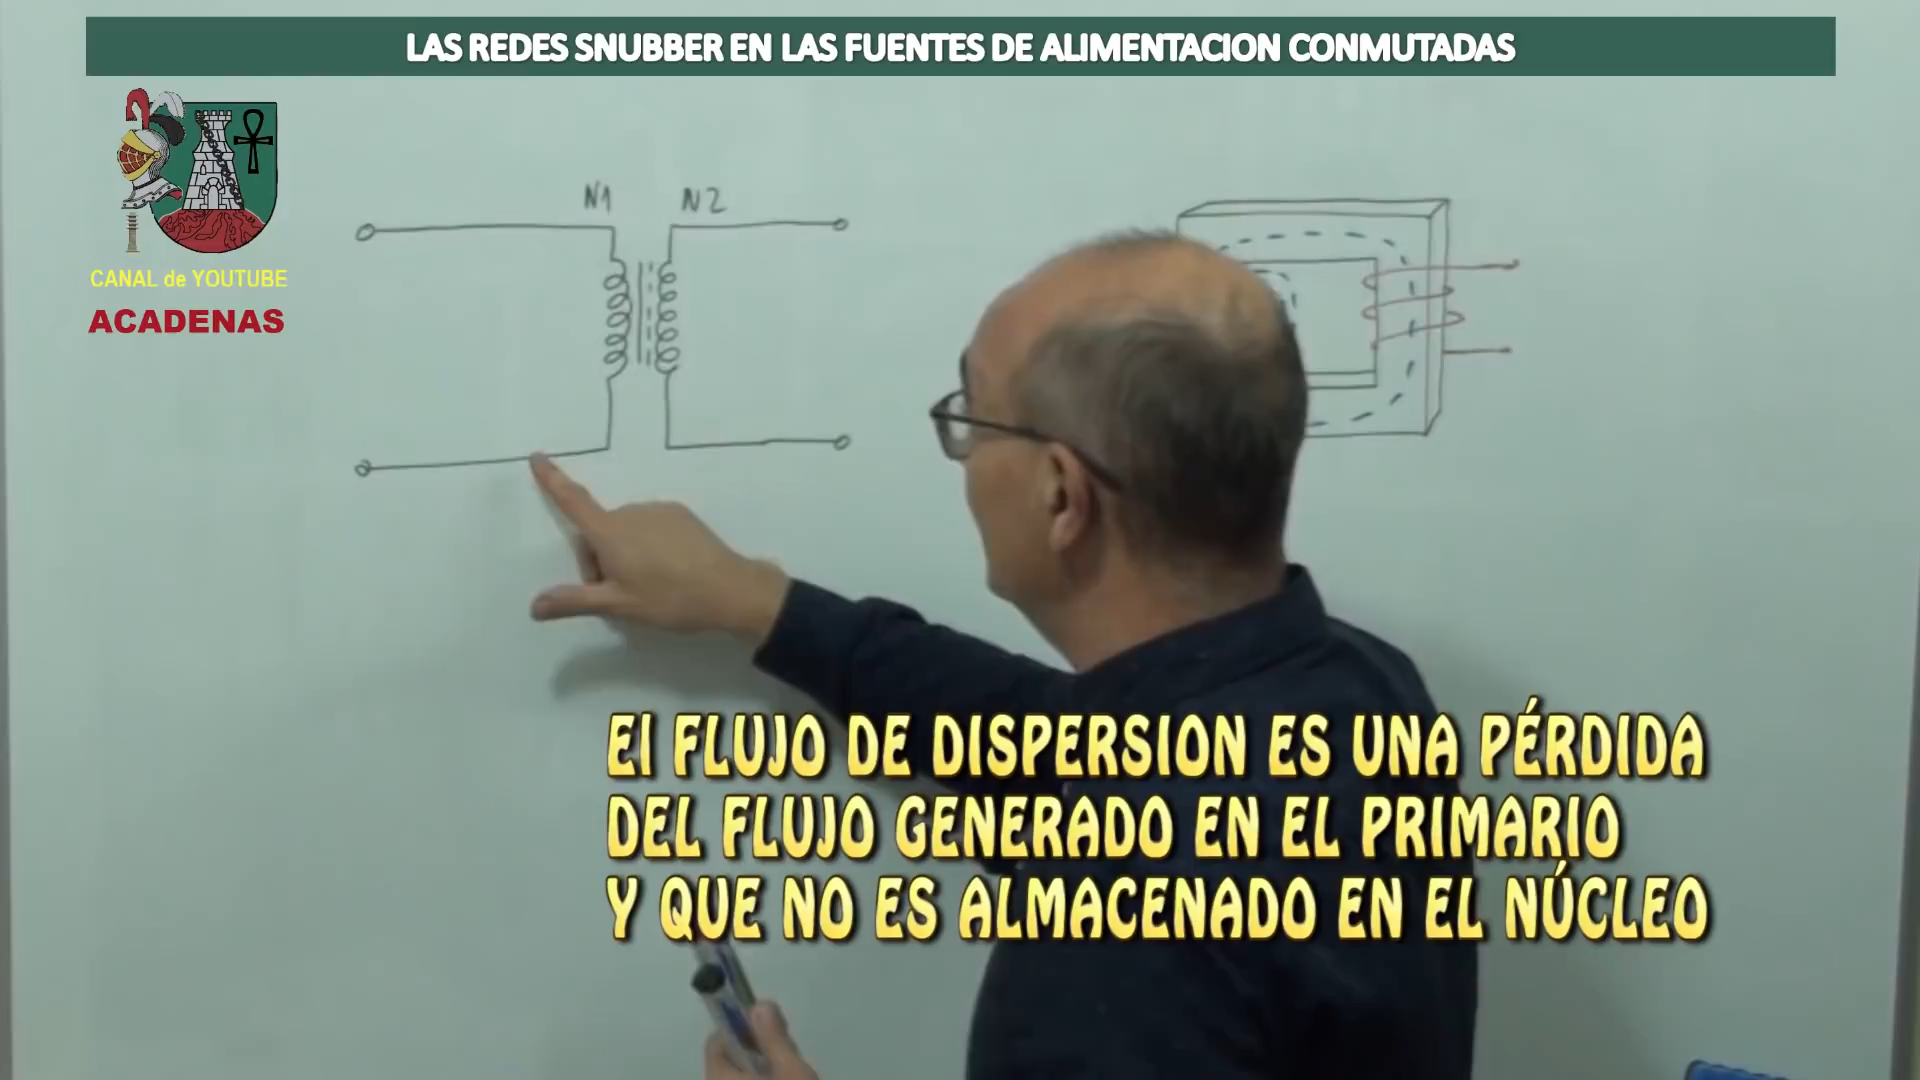 LAS REDES SNUBBER EN LAS FUENTES DE ALIMENTACION CONMUTADAS
CANAL de YOUTUBE
ACADENAS
N1 N2
El FLUJO DE DISPERSION ES UNA PÉRDIDA
DEL FLUJO GENERADO EN EL PRIMARIO
Y QUE NO ES ALMACENADO EN EL NÚCLEO